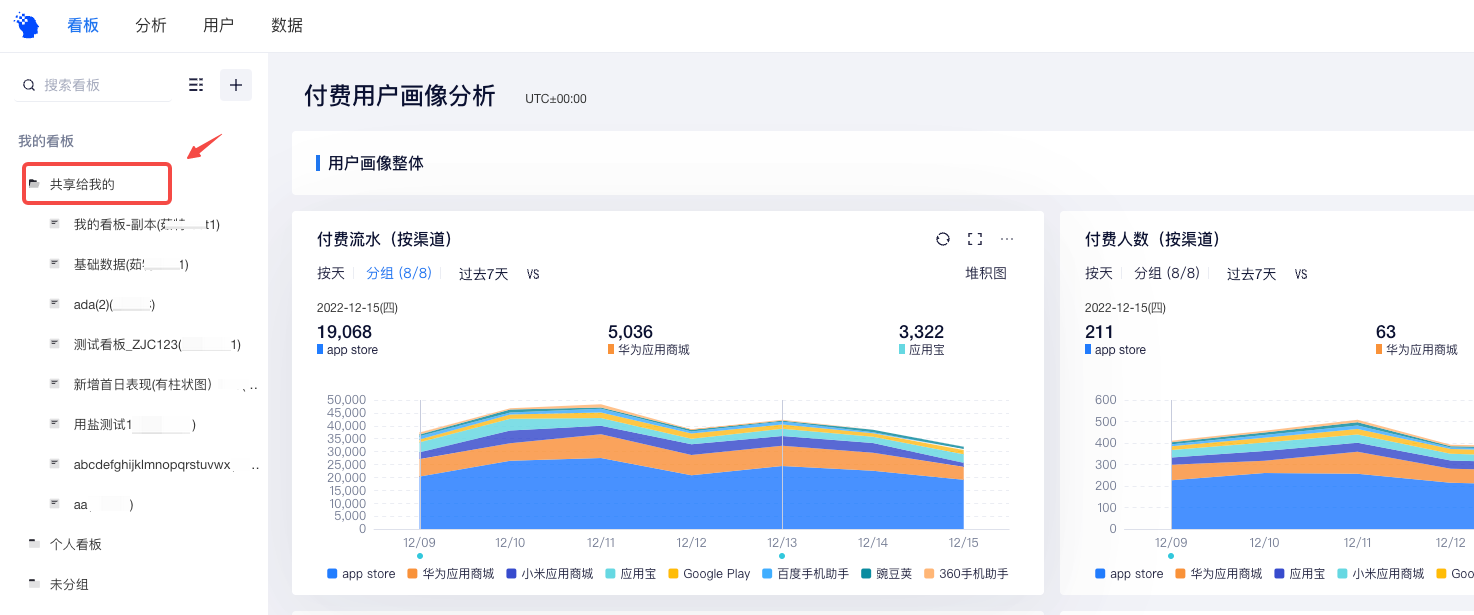 看板 分析 用户 数据
搜索看板
我的看板
共享给我的
我的看板-副本( t1)
基础数据( 1)
ada(2)( )
测试看板_ZJC123( 1)
新增首日表现(有柱状图) ..
用盐测试1 )
abcdefghijklmnopqrstuvwx ..
aa )
个人看板
未分组
付费用户画像分析 UTC±00:00
用户画像整体
付费流水（按渠道） ...
按天 分组 (8/8) 过去7天 VS 堆积图
2022-12-15(四)
19,068 5,036 3,322
app store 华为应用商城 应用宝
50,000
45,000
40,000
35,000
30,000
25,000
20,000
15,000
10,000
5,000
0
12/09 12/10 12/11 12/12 12/13 12/14 12/15
app store 华为应用商城 小米应用商城 应用宝 Google Play 百度手机助手 豌豆荚 360手机助手
付费人数（按渠道）
按天 分组 (8/8) 过去7天 VS
2022-12-15(四)
211 63
app store 华为应用商城
600
500
400
300
200
100
0
12/09 12/10 12/11 12/12
app store 华为应用商城 应用宝 小米应用商城 Goo